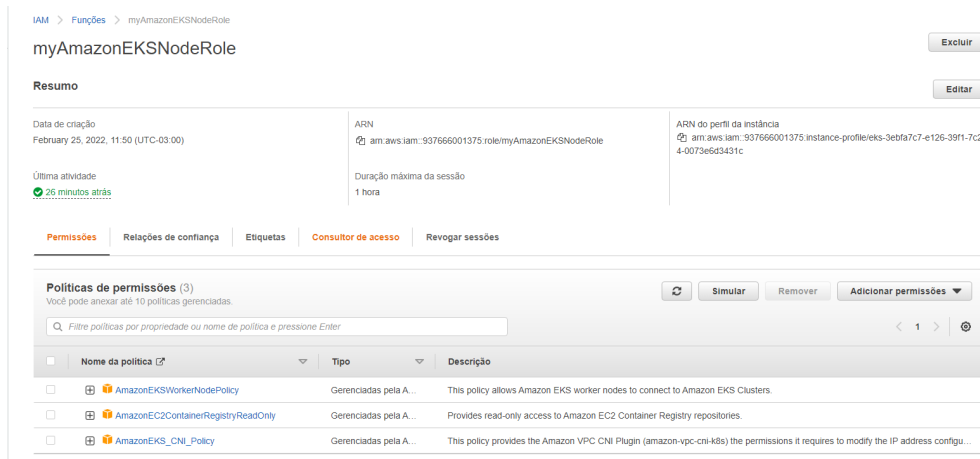 IAM > Funções > myAmazonEKSNodeRole
myAmazonEKSNodeRole
Excluir
Resumo
Editar
Data de criação
February 25, 2022, 11:50 (UTC-03:00)
ARN
arn:aws:iam::937666001375:role/myAmazonEKSNodeRole
ARN do perfil da instância
arn:aws:iam::937666001375:instance-profile/eks-3ebfa7c7-e126-39f1-7c2
4-0073e6d3431c
Última atividade
26 minutos atrás
Duração máxima da sessão
1 hora
Permissões
Relações de confiança
Etiquetas
Consultor de acesso
Revogar sessões
Políticas de permissões (3)
Você pode anexar até 10 políticas gerenciadas.
Simular
Remover
Adicionar permissões
Filtre políticas por propriedade ou nome de política e pressione Enter
< 1 >
Nome da política
Tipo
Descrição
AmazonEKSWorkerNodePolicy
Gerenciadas pela A...
This policy allows Amazon EKS worker nodes to connect to Amazon EKS Clusters.
AmazonEC2ContainerRegistryReadOnly
Gerenciadas pela A...
Provides read-only access to Amazon EC2 Container Registry repositories.
AmazonEKS_CNI_Policy
Gerenciadas pela A...
This policy provides the Amazon VPC CNI Plugin (amazon-vpc-cni-k8s) the permissions it requires to modify the IP address configu...